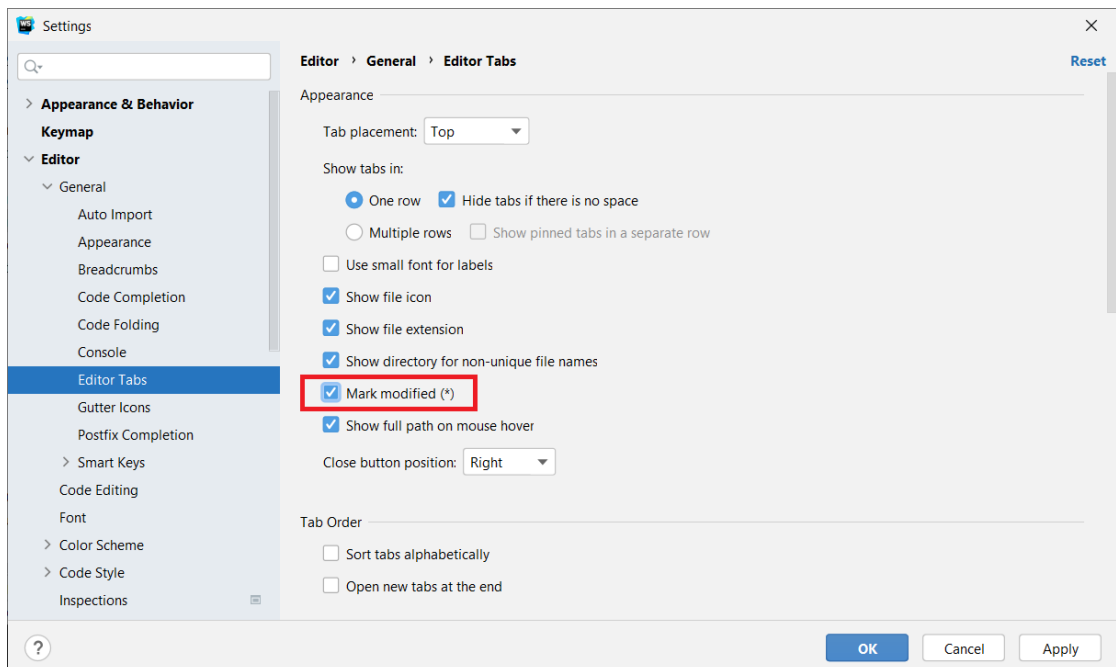 WS Settings
Editor › General › Editor Tabs Reset
Appearance & Behavior
Keymap
Editor
General
Auto Import
Appearance
Breadcrumbs
Code Completion
Code Folding
Console
Editor Tabs
Gutter Icons
Postfix Completion
Smart Keys
Code Editing
Font
Color Scheme
Code Style
Inspections
Appearance
Tab placement: Top
Show tabs in:
One row Hide tabs if there is no space
Multiple rows Show pinned tabs in a separate row
Use small font for labels
Show file icon
Show file extension
Show directory for non-unique file names
Mark modified (*)
Show full path on mouse hover
Close button position: Right
Tab Order
Sort tabs alphabetically
Open new tabs at the end
? OK Cancel Apply